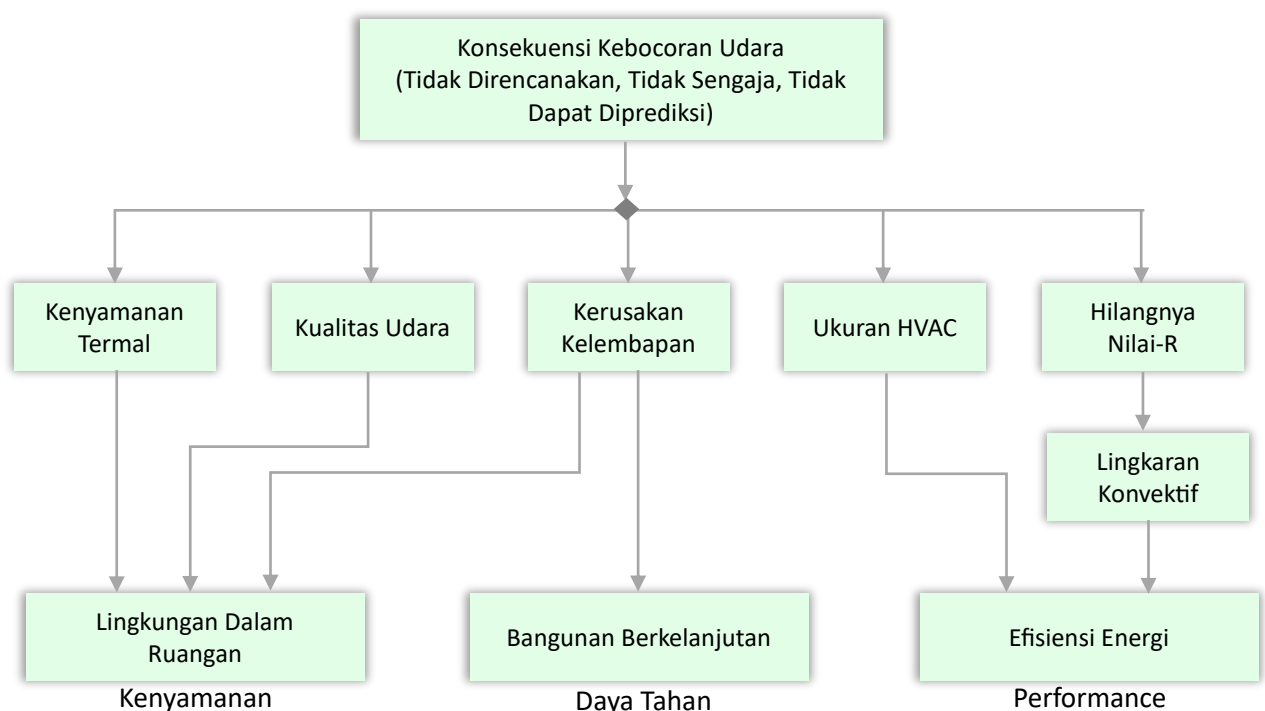 Konsekuensi Kebocoran Udara
(Tidak Direncanakan, Tidak Sengaja, Tidak
Dapat Diprediksi)
Kenyamanan
Termal
Kualitas Udara
Kerusakan
Kelembapan
Ukuran HVAC
Hilangnya
Nilai-R
Lingkaran
Konvektif
Lingkungan Dalam
Ruangan
Bangunan Berkelanjutan
Efisiensi Energi
Kenyamanan
Daya Tahan
Performance